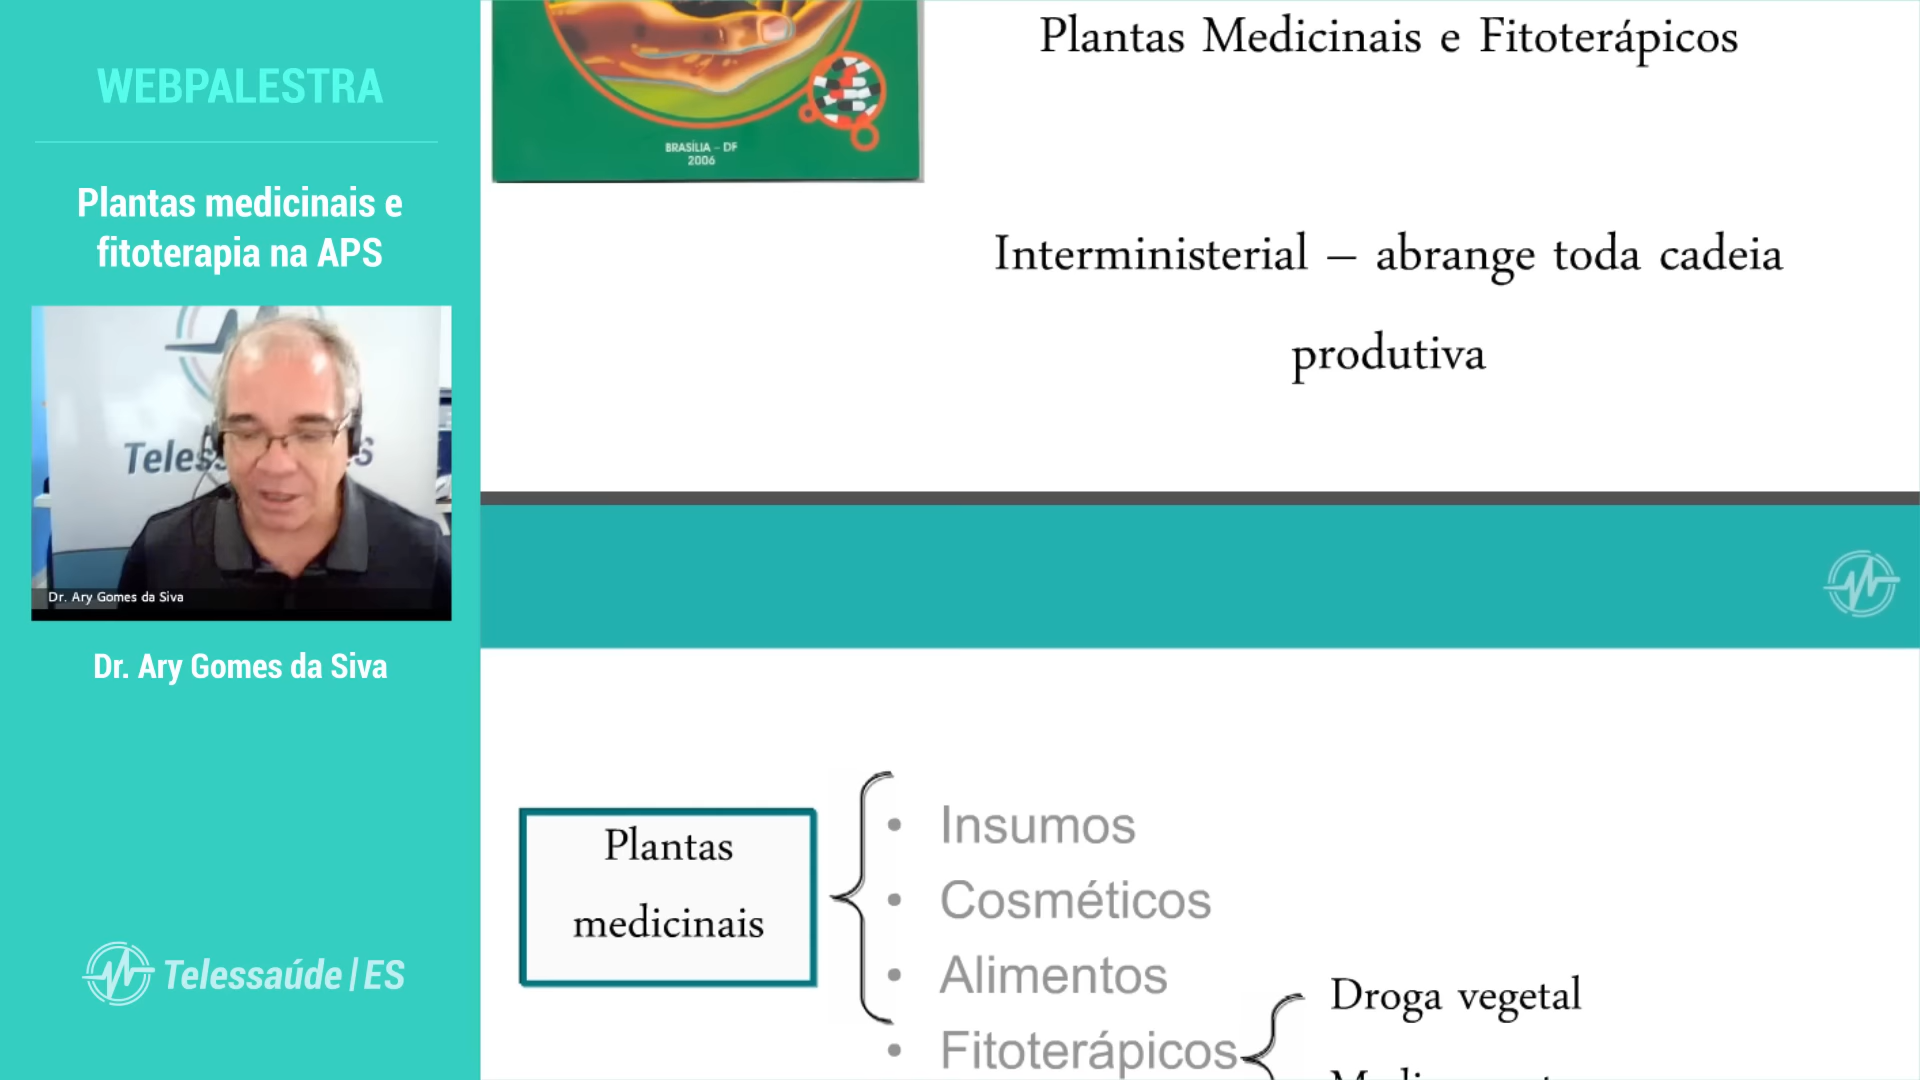 WEBPALESTRA
Plantas medicinais e
fitoterapia na APS
Dr. Ary Gomes da Siva
Dr. Ary Gomes da Siva
Telessaúde|ES
BRASÍLIA – DF
2006
Plantas Medicinais e Fitoterápicos
Interministerial – abrange toda cadeia
produtiva
Plantas
medicinais
• Insumos
• Cosméticos
• Alimentos
• Fitoterápicos
Droga vegetal